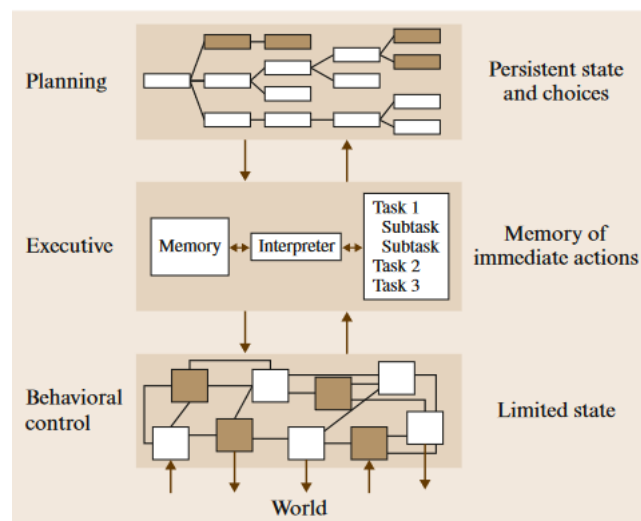 Planning
Persistent state
and choices
Executive
Memory
Interpreter
Task 1
Subtask
Subtask
Task 2
Task 3
Memory of
immediate actions
Behavioral
control
Limited state
World